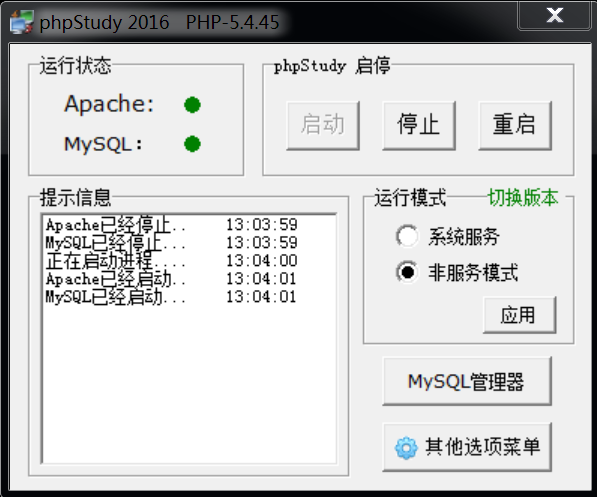 phpStudy 2016 PHP-5.4.45
运行状态
Apache:
MySQL:
phpStudy 启停
启动
停止
重启
提示信息
Apache已经停止.. 13:03:59
MySQL已经停止... 13:03:59
正在启动进程.... 13:04:00
Apache已经启动.. 13:04:01
MySQL已经启动... 13:04:01
运行模式 切换版本
系统服务
非服务模式
应用
MySQL管理器
其他选项菜单